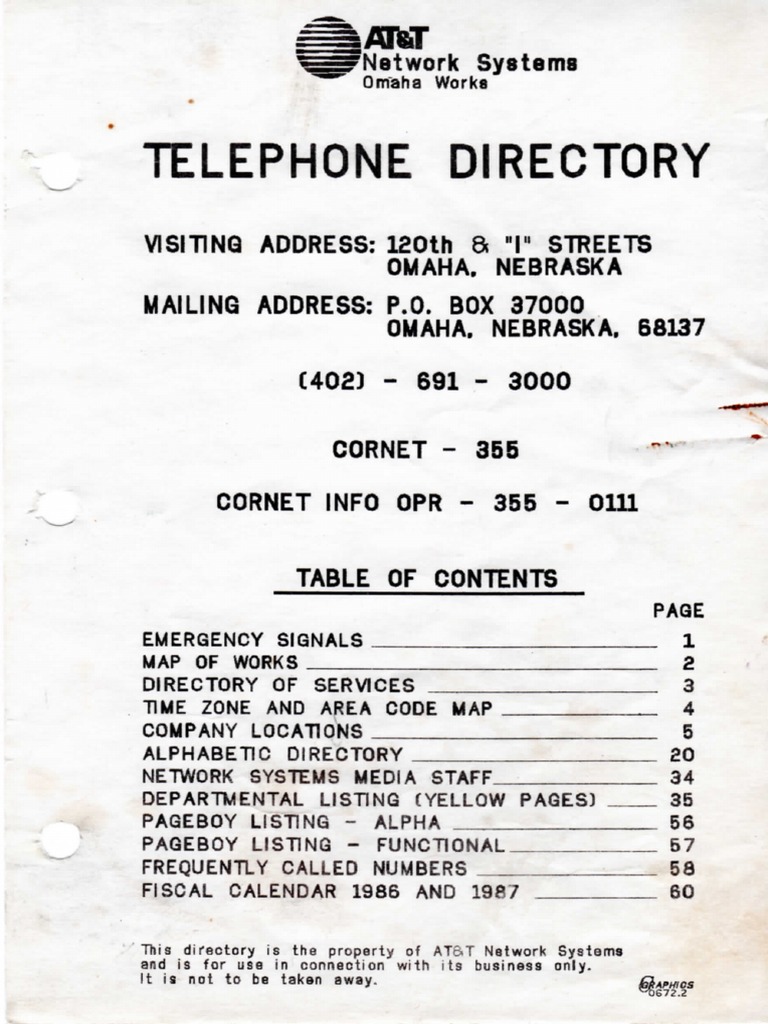 AT&T
Network Systems
Omaha Works
TELEPHONE DIRECTORY
VISITING ADDRESS: 120th & "I" STREETS
OMAHA, NEBRASKA
MAILING ADDRESS: P.O. BOX 37000
OMAHA, NEBRASKA, 68137
(402) - 691 - 3000
CORNET - 355
CORNET INFO OPR - 355 - 0111
TABLE OF CONTENTS
PAGE
EMERGENCY SIGNALS 1
MAP OF WORKS 2
DIRECTORY OF SERVICES 3
TIME ZONE AND AREA CODE MAP 4
COMPANY LOCATIONS 5
ALPHABETIC DIRECTORY 20
NETWORK SYSTEMS MEDIA STAFF 34
DEPARTMENTAL LISTING (YELLOW PAGES) 35
PAGEBOY LISTING - ALPHA 56
PAGEBOY LISTING - FUNCTIONAL 57
FREQUENTLY CALLED NUMBERS 58
FISCAL CALENDAR 1986 AND 1987 60
This directory is the property of AT&T Network Systems
and is for use in connection with its business only.
It is not to be taken away.
GRAPHICS
0672.2